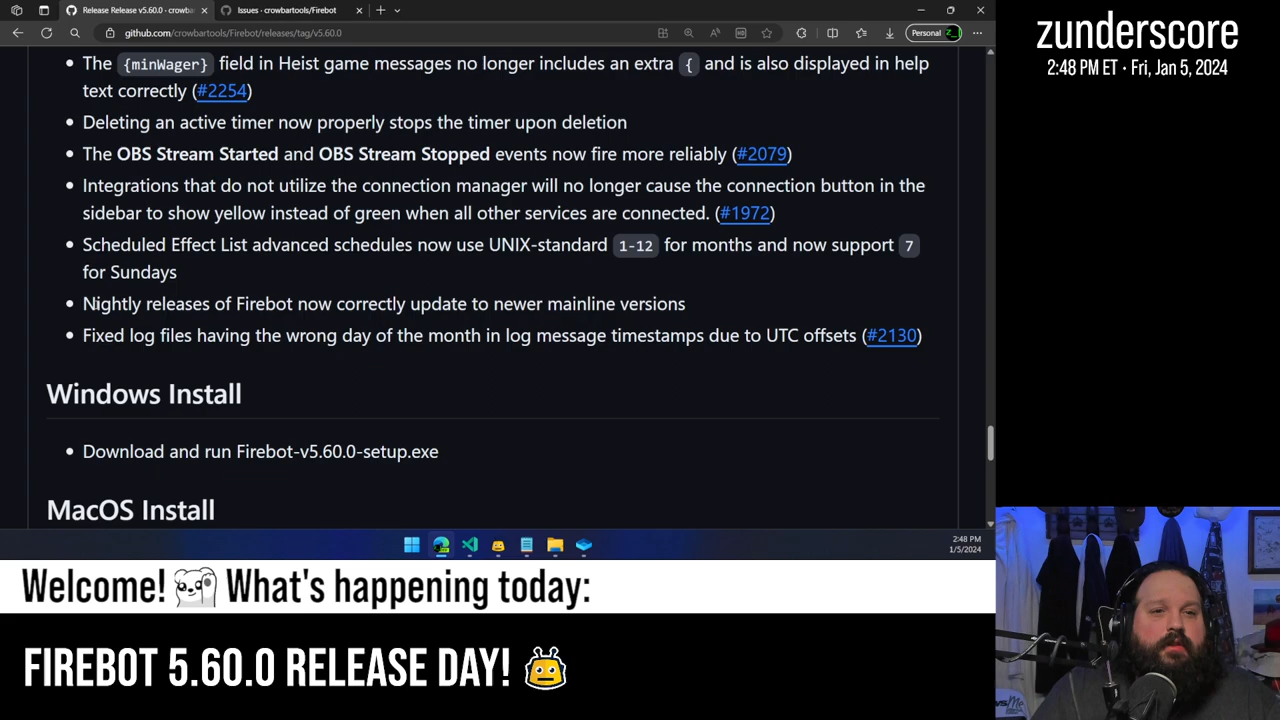 Release Release v5.60.0 · crowb
Issues · crowbartools/Firebot
github.com/crowbartools/Firebot/releases/tag/v5.60.0
Personal
The {minWager} field in Heist game messages no longer includes an extra { and is also displayed in help
text correctly (#2254)
Deleting an active timer now properly stops the timer upon deletion
The OBS Stream Started and OBS Stream Stopped events now fire more reliably (#2079)
Integrations that do not utilize the connection manager will no longer cause the connection button in the
sidebar to show yellow instead of green when all other services are connected. (#1972)
Scheduled Effect List advanced schedules now use UNIX-standard 1-12 for months and now support 7
for Sundays
Nightly releases of Firebot now correctly update to newer mainline versions
Fixed log files having the wrong day of the month in log message timestamps due to UTC offsets (#2130)
Windows Install
Download and run Firebot-v5.60.0-setup.exe
MacOS Install
2:48 PM
1/5/2024
zunderscore
2:48 PM ET • Fri, Jan 5, 2024
Welcome! What's happening today:
FIREBOT 5.60.0 RELEASE DAY!